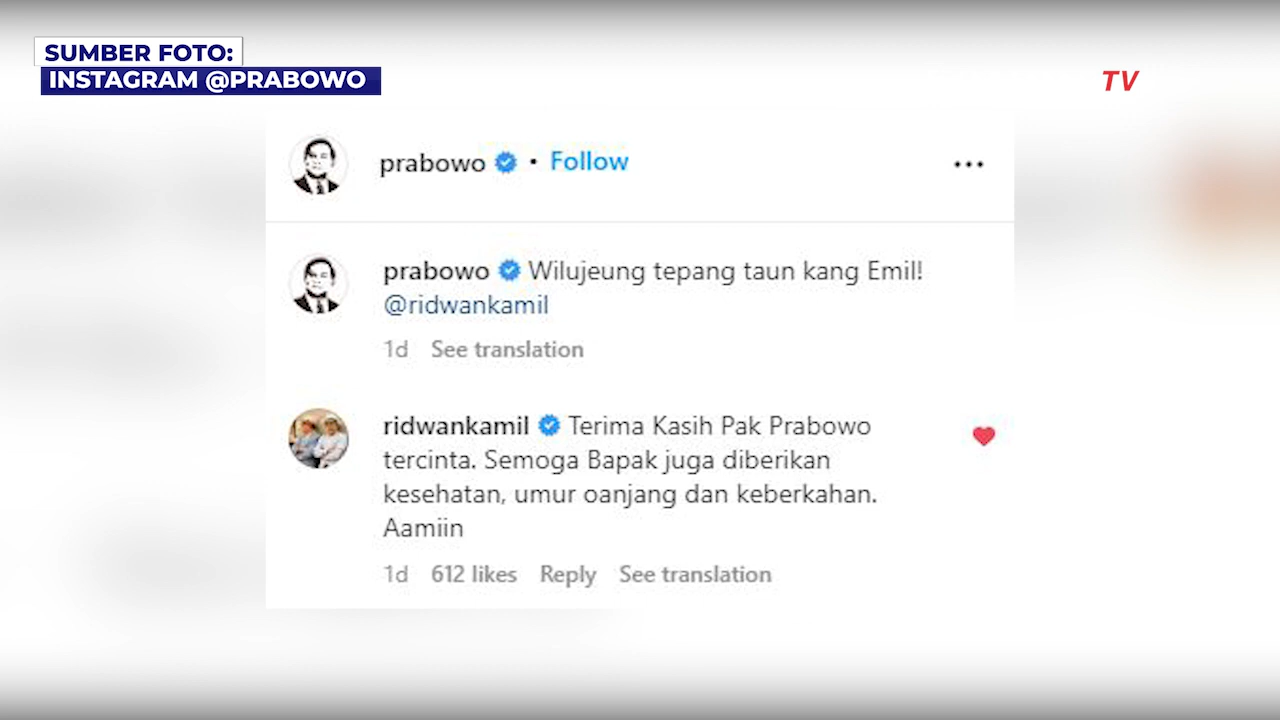 SUMBER FOTO:
INSTAGRAM @PRABOWO
TV
prabowo • Follow
prabowo Wilujeung tepang taun kang Emil!
@ridwankamil
1d See translation
ridwankamil Terima Kasih Pak Prabowo
tercinta. Semoga Bapak juga diberikan
kesehatan, umur oanjang dan keberkahan.
Aamiin
1d 612 likes Reply See translation